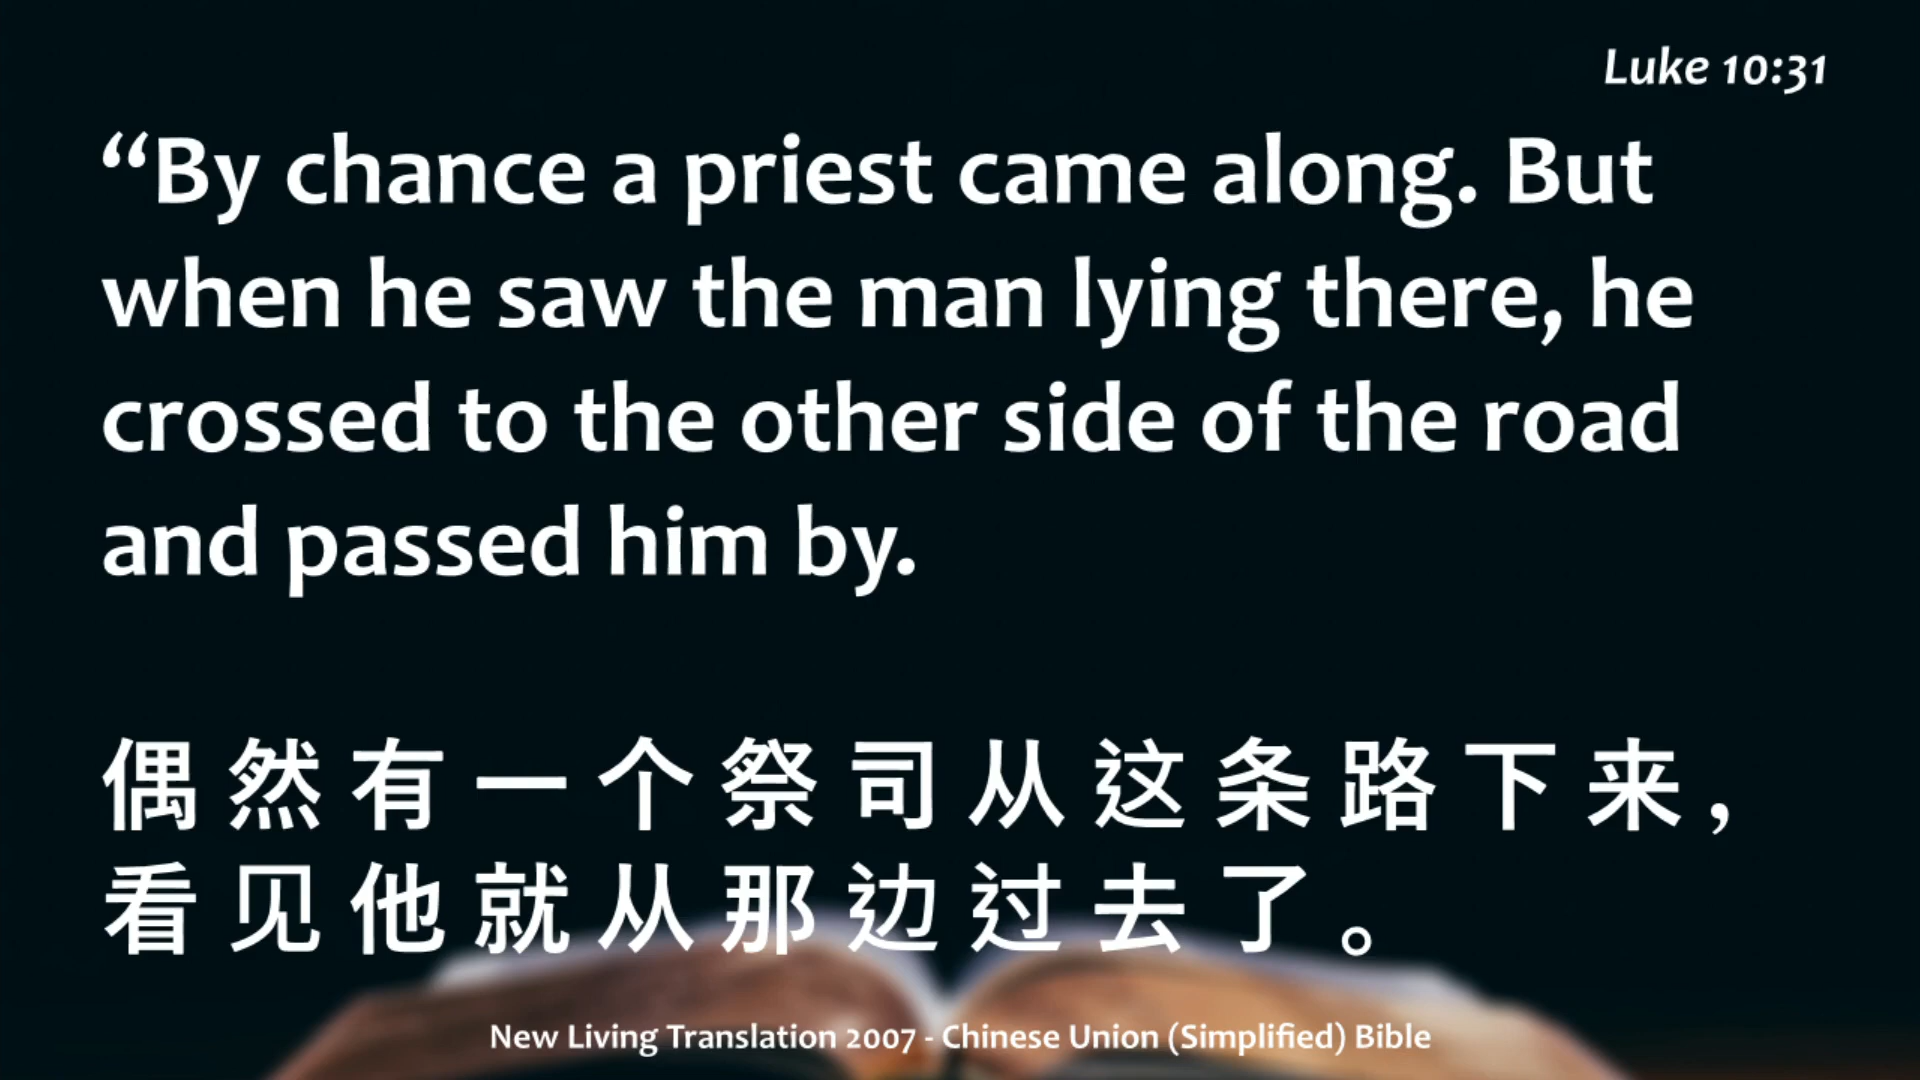 Luke 10:31
“By chance a priest came along. But
when he saw the man lying there, he
crossed to the other side of the road
and passed him by.
偶然有一个祭司从这条路下来，
看见他就从那边过去了。
New Living Translation 2007 - Chinese Union (Simplified) Bible